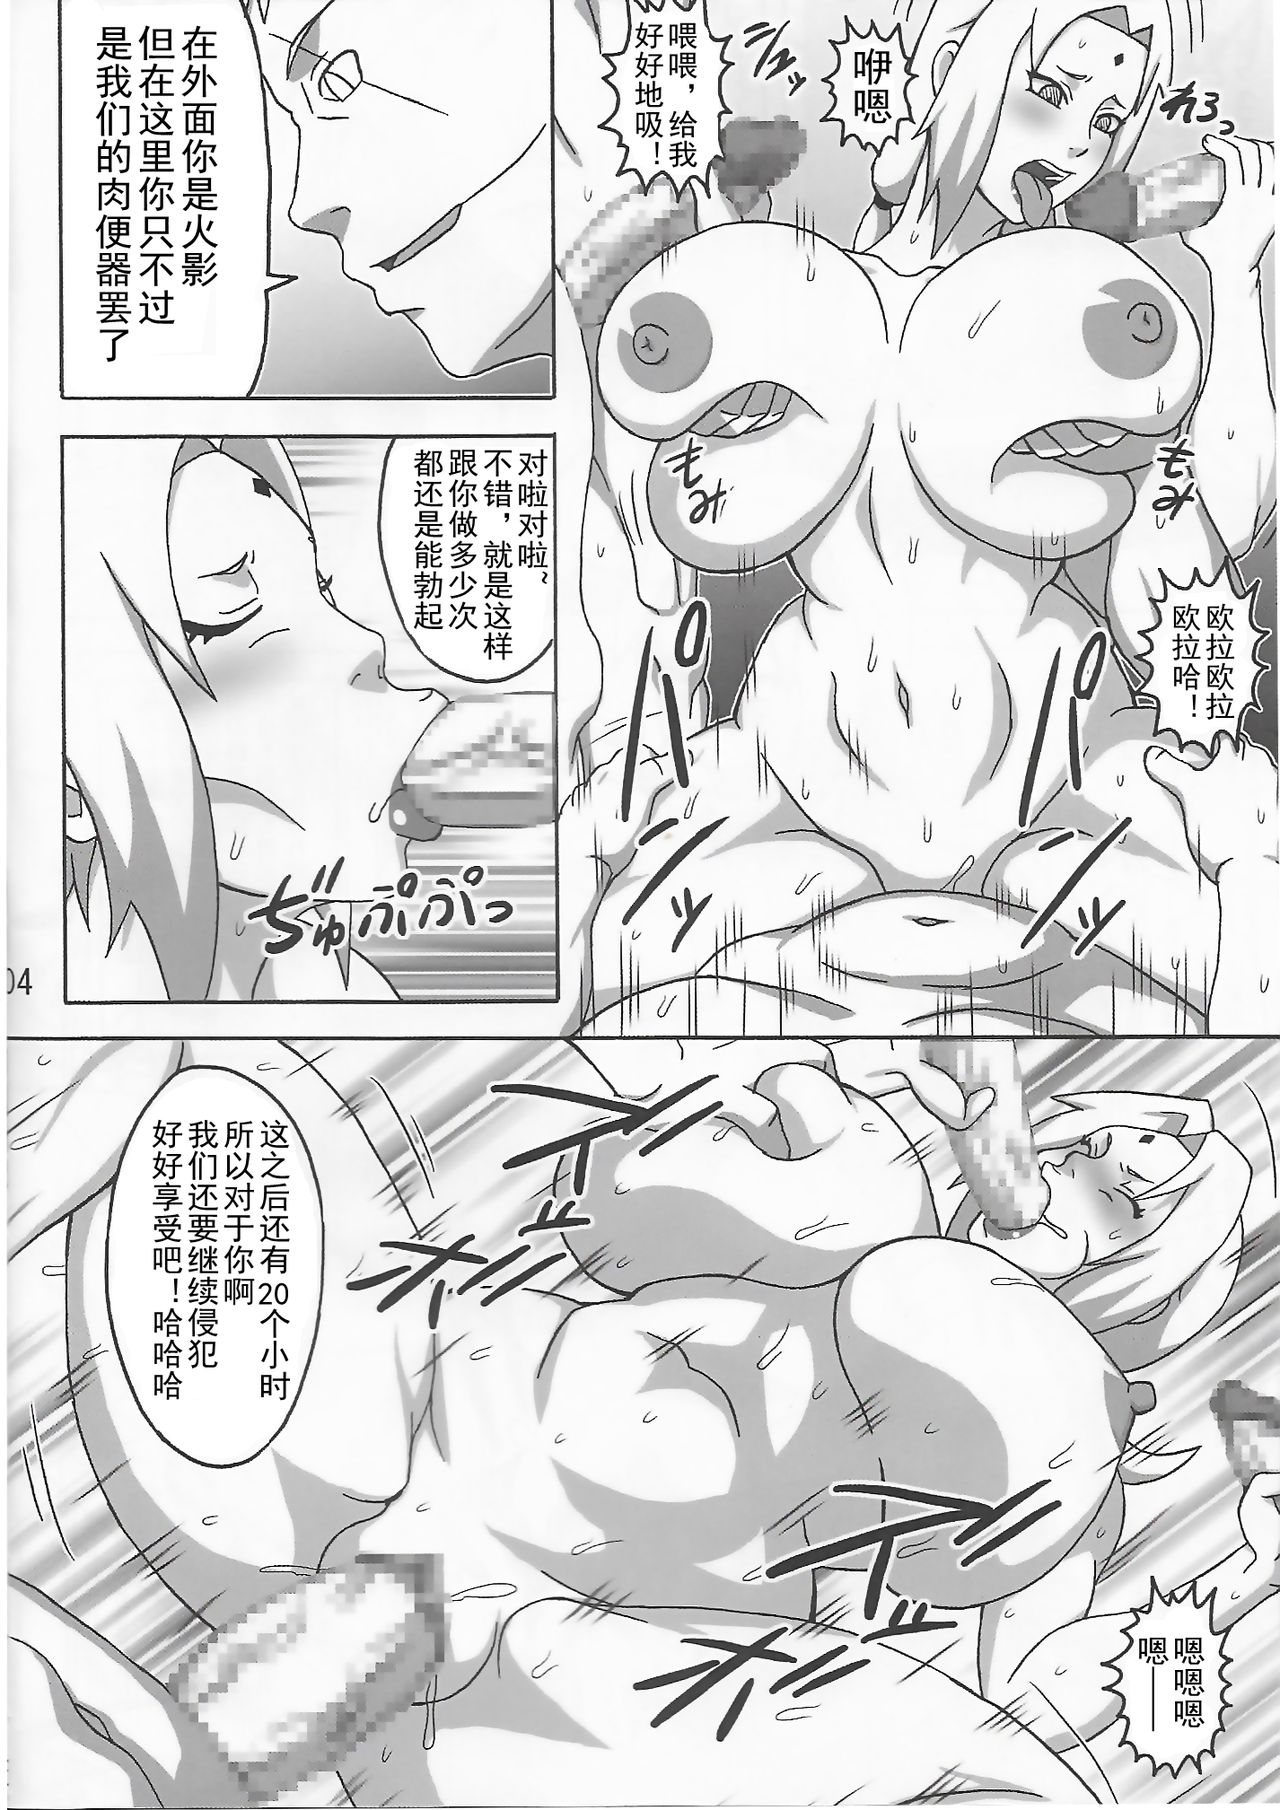 咿嗯
れろっ
喂喂，给我
好好地吸！
もみ
もみ
欧拉欧拉
欧拉哈！
パンッ
パンッ
在外面你是火影
但在这里你只不过
是我们的肉便器罢了
对啦对啦~
不错，就是这样
跟你做多少次
都还是能勃起
ぢゅぷぷっ
04
嗯嗯嗯
嗯——
这之后还有20个小时
所以对于你啊
我们还要继续侵犯
好好享受吧！哈哈哈